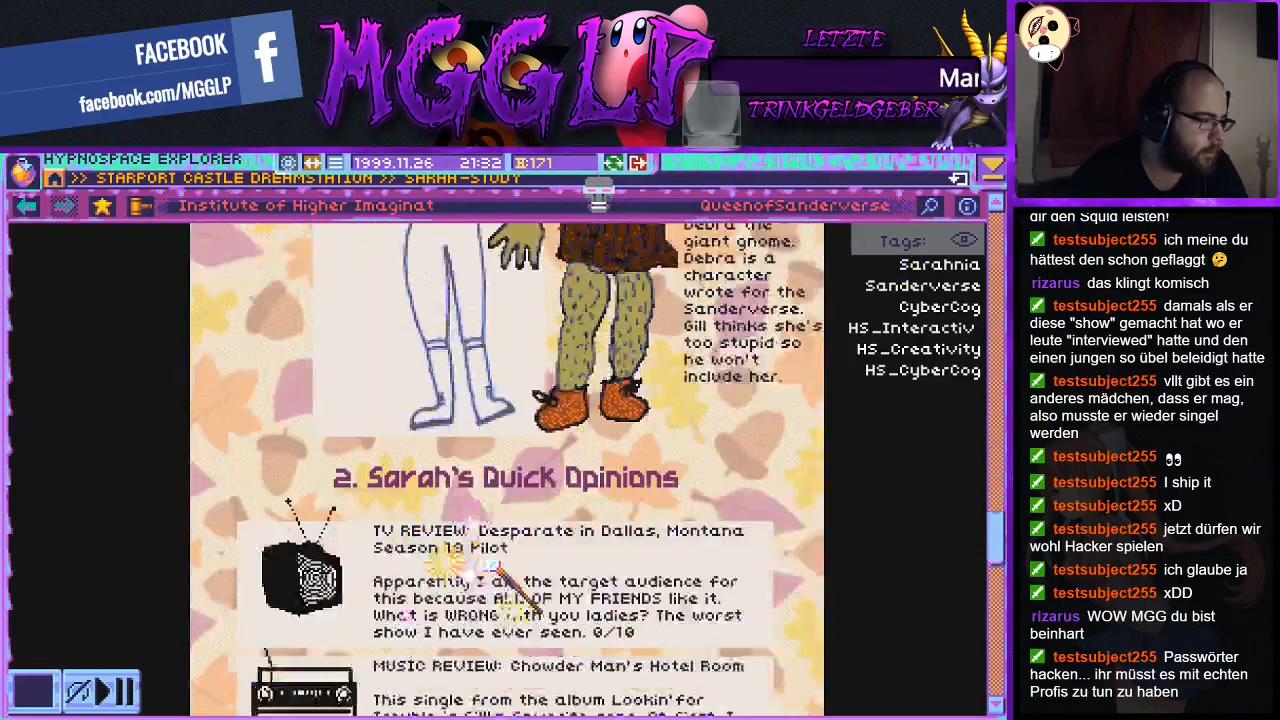 FACEBOOK
facebook.com/MGGLP
f
MGGLP
LETZTE
Mar
TRINKGELDGEBER
HYPNOSPACE EXPLORER
1999.11.26
21:32
171
>> STARPORT CASTLE DREAMSTATION >> SARAH-STUDY
Institute of Higher Imaginat
QueenofSanderverse
Debra the
giant gnome.
Debra is a
character
wrote for the
Sanderverse.
Gill thinks she's
too stupid so
he won't
include her.
Tags:
Sarahnia
Sanderverse
CyberCog
HS_Interactiv
HS_Creativity
HS_CyberCog
2. Sarah's Quick Opinions
TV REVIEW: Desparate in Dallas, Montana
Season 19 Pilot
Apparently I am the target audience for
this because ALL OF MY FRIENDS like it.
What is WRONG with you ladies? The worst
show I have ever seen. 0/10
MUSIC REVIEW: Chowder Man's Hotel Room
This single from the album Lookin' for
dir den Squid leisten!
testsubject255 ich meine du
hättest den schon geflaggt
rizarus das klingt komisch
testsubject255 damals als er
diese "show" gemacht hat wo er
leute "interviewed" hatte und den
einen jungen so übel beleidigt hatte
testsubject255 vllt gibt es ein
anderes mädchen, dass er mag,
also musste er wieder singel
werden
testsubject255
testsubject255 I ship it
testsubject255 xD
testsubject255 jetzt dürfen wir
wohl Hacker spielen
testsubject255 ich glaube ja
testsubject255 xDD
rizarus WOW MGG du bist
beinhart
testsubject255 Passwörter
hacken... ihr müsst es mit echten
Profis zu tun zu haben